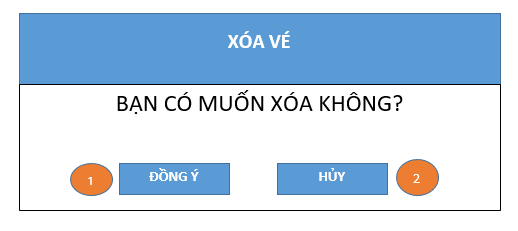 XÓA VÉ
BẠN CÓ MUỐN XÓA KHÔNG?
1 ĐỒNG Ý HỦY 2